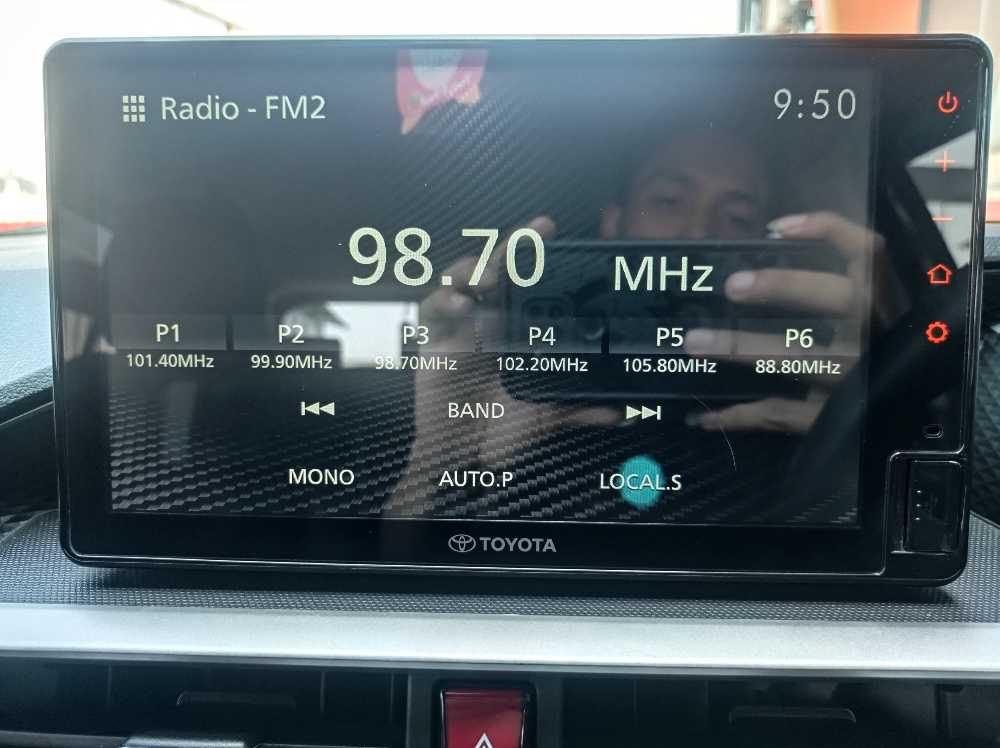 Radio - FM2 9:50
98.70 MHz
P1 P2 P3 P4 P5 P6
101.40MHz 99.90MHz 98.70MHz 102.20MHz 105.80MHz 88.80MHz
BAND
MONO AUTO.P LOCAL.S
TOYOTA